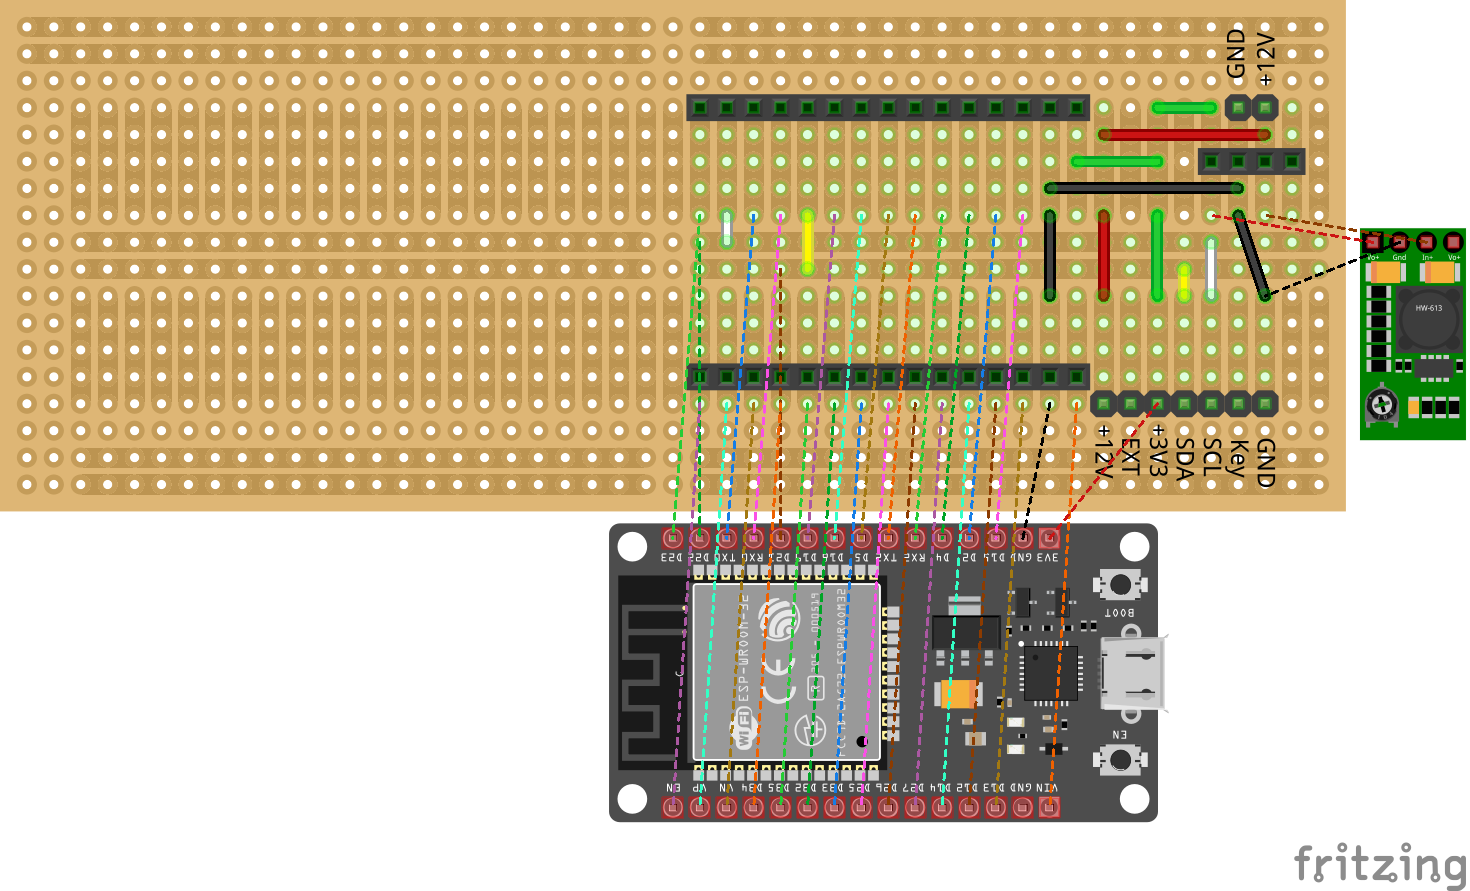 GND
+12V
Vo+ Gnd In+ Vo+
HW-613
+12V
EXT
+3V3
SDA
SCL
Key
GND
D23 D22 TX0 RX0 D21 D19 D18 D5 TX2 RX2 D4 D2 D15 GND 3V3
BOOT
ESP-WROOM-32
CE
R
WiFi
EN
EN VP VN D34 D35 D32 D33 D25 D26 D27 D14 D12 D13 GND VIN
fritzing